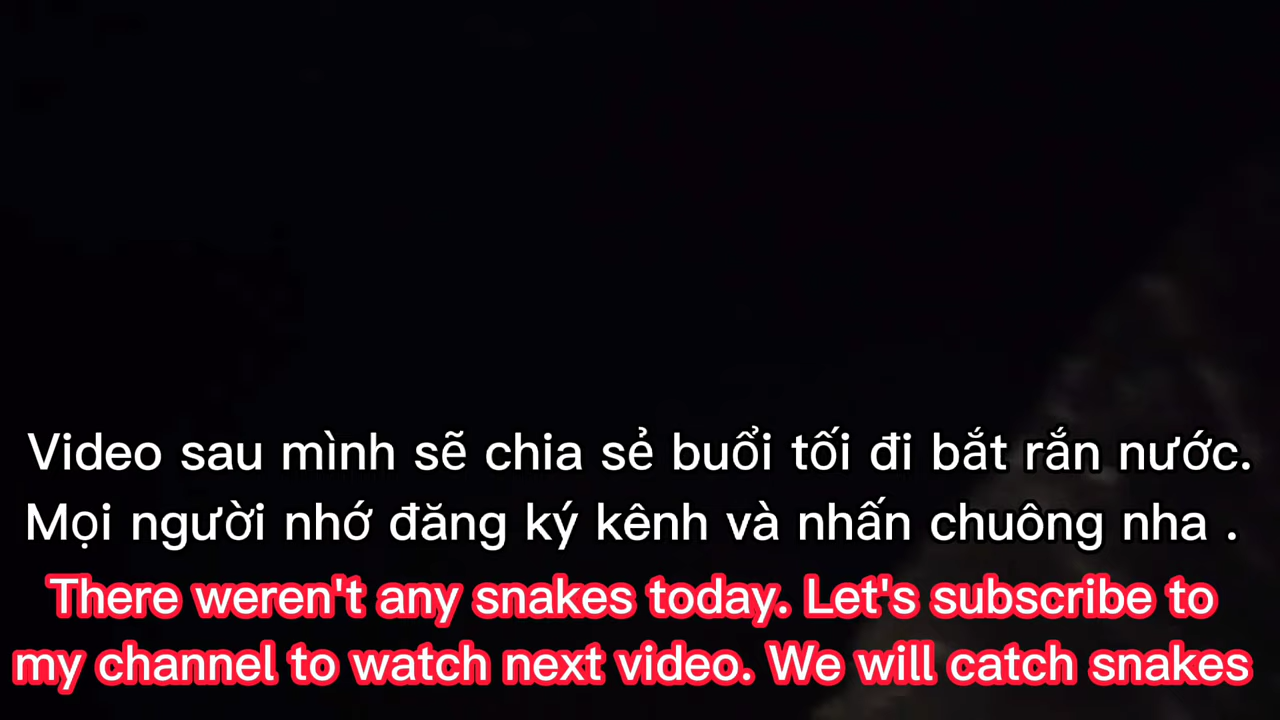 Video sau mình sẽ chia sẻ buổi tối đi bắt rắn nước.
Mọi người nhớ đăng ký kênh và nhấn chuông nha .
There weren't any snakes today. Let's subscribe to
my channel to watch next video. We will catch snakes